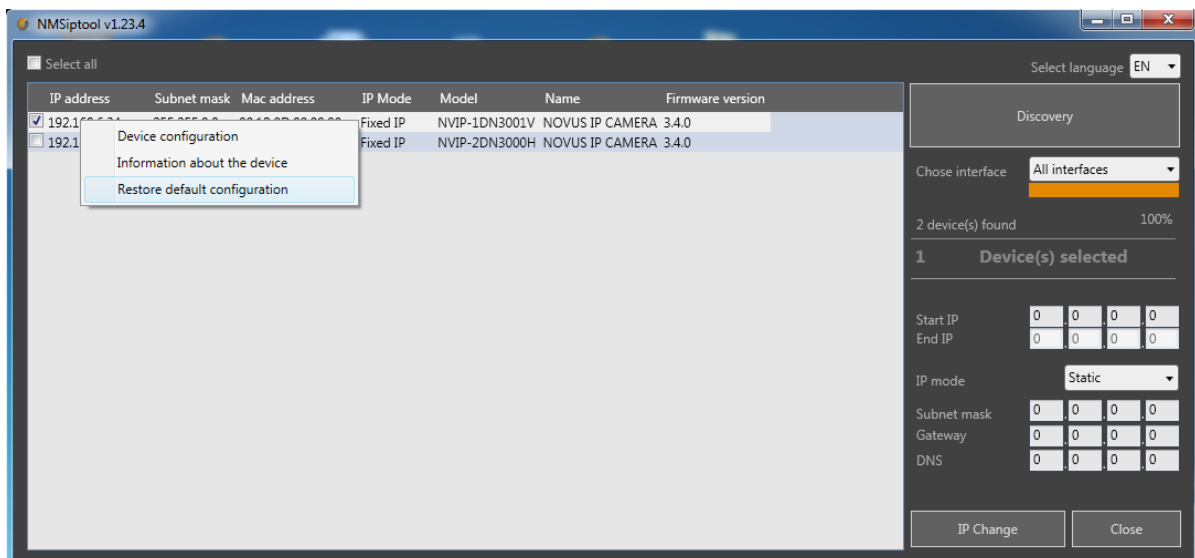 NMSiptool v1.23.4
Select all
Select language EN
IP address Subnet mask Mac address IP Mode Model Name Firmware version
Fixed IP NVIP-1DN3001V NOVUS IP CAMERA 3.4.0
192.1 Fixed IP NVIP-2DN3000H NOVUS IP CAMERA 3.4.0
Device configuration
Information about the device
Restore default configuration
Discovery
Chose interface All interfaces
2 device(s) found 100%
1 Device(s) selected
Start IP 0 . 0 . 0 . 0
End IP 0 . 0 . 0 . 0
IP mode Static
Subnet mask 0 . 0 . 0 . 0
Gateway 0 . 0 . 0 . 0
DNS 0 . 0 . 0 . 0
IP Change Close